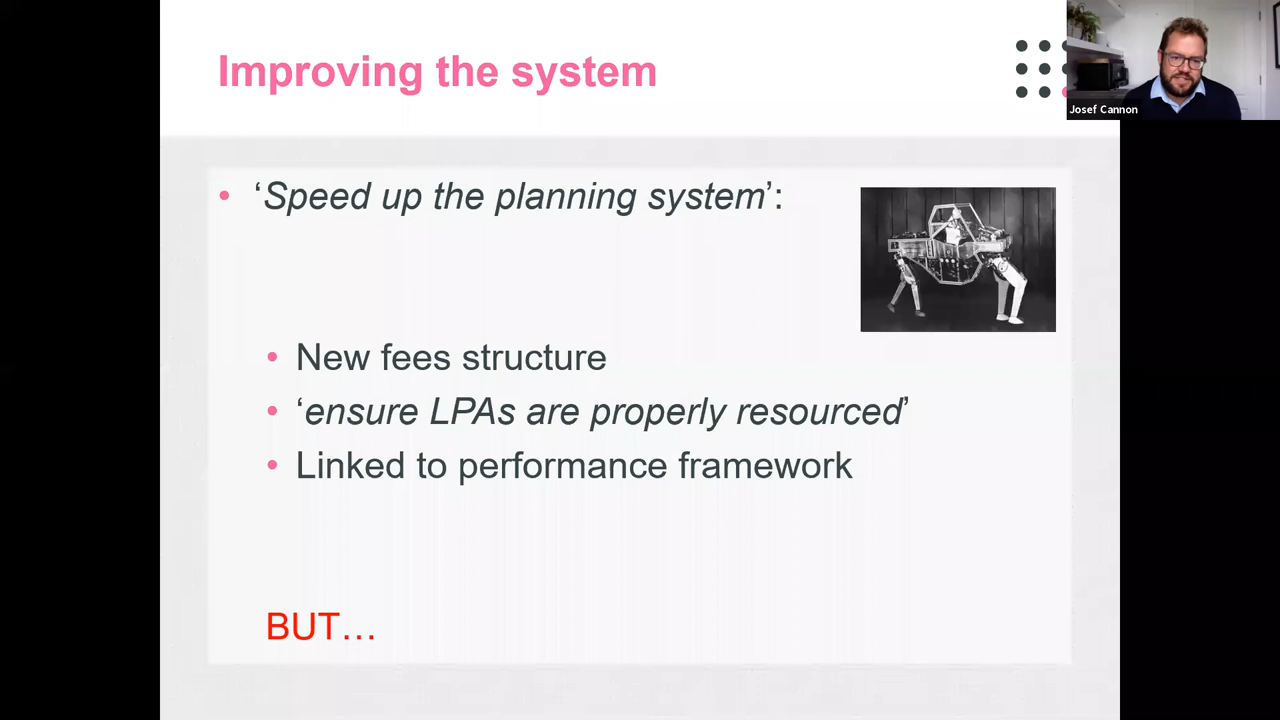 Improving the system
Josef Cannon
• ‘Speed up the planning system’:
• New fees structure
• ‘ensure LPAs are properly resourced’
• Linked to performance framework
BUT…